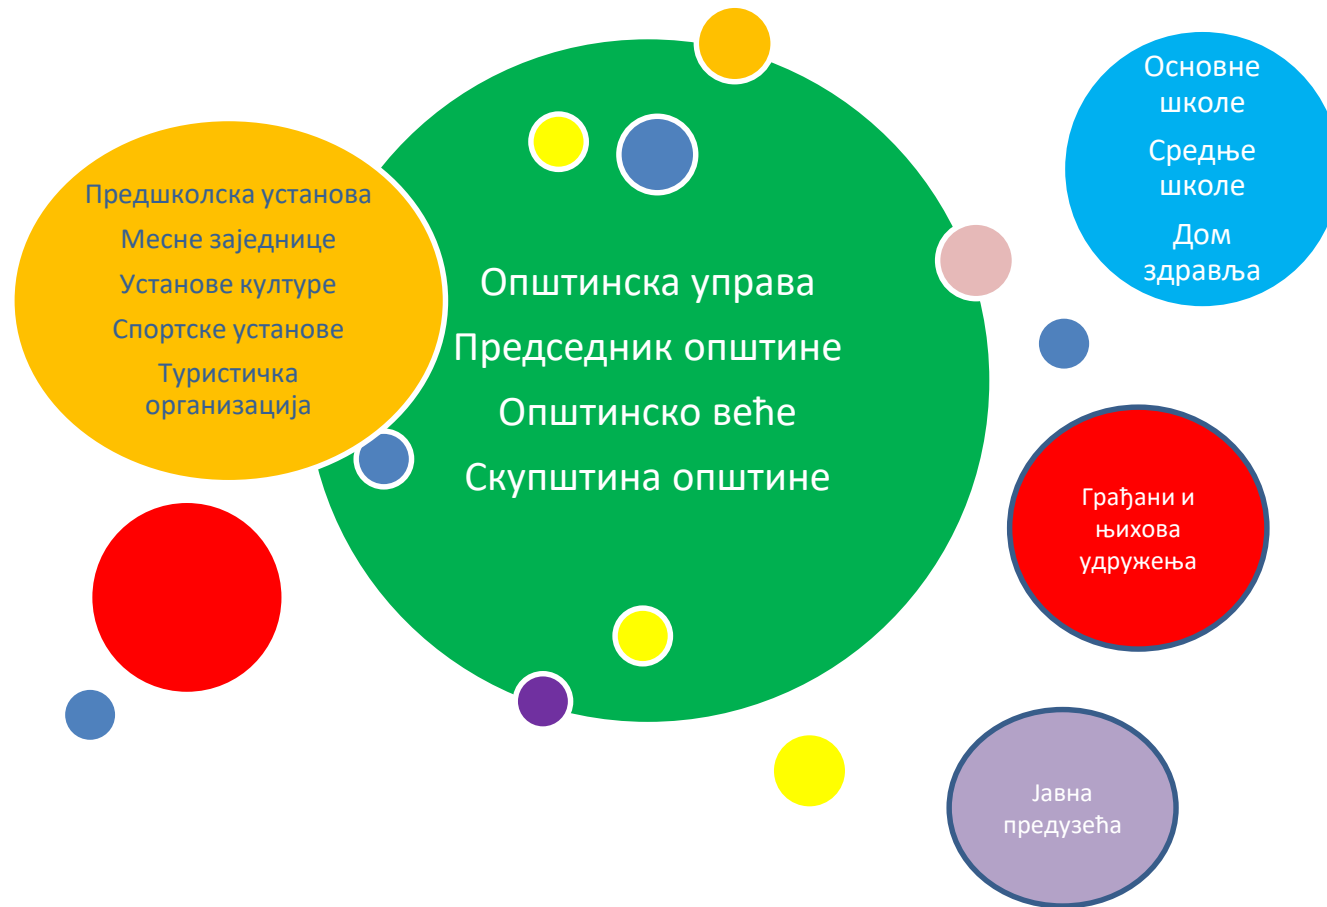 Предшколска установа
Месне заједнице
Установе културе
Спортске установе
Туристичка
организација
Општинска управа
Председник општине
Општинско веће
Скупштина општине
Основне
школе
Средње
школе
Дом
здравља
Грађани и
њихова
удружења
Јавна
предузећа